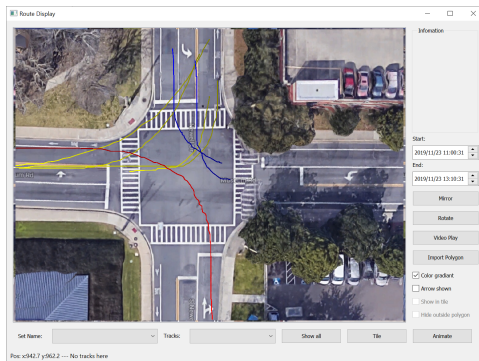 Route Display
Infomation
Start:
2019/11/23 11:00:31
End:
2019/11/23 13:10:31
Mirror
Rotate
Video Play
Import Polygon
Color gradiant
Arrow shown
Show in tile
Hide outside polygon
Set Name:
Tracks:
Show all
Tile
Animate
Pos: x:942.7 y:962.2 --- No tracks here